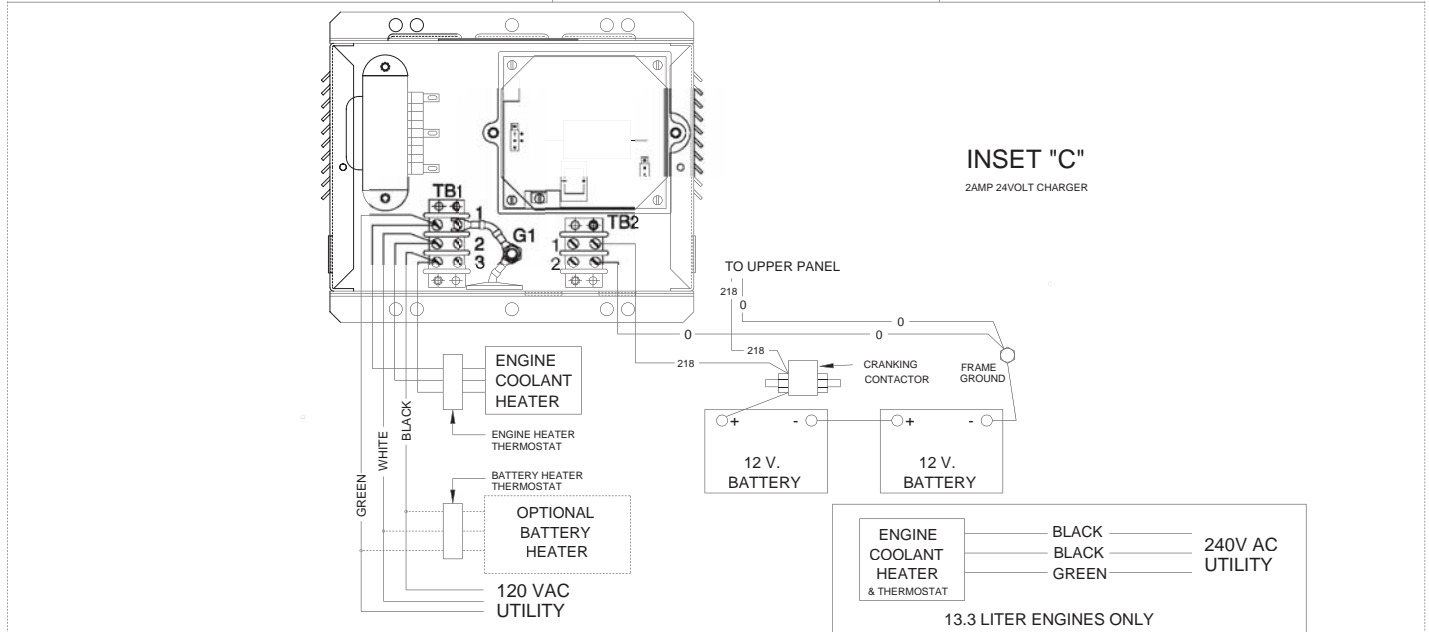 INSET "C"
2AMP 24VOLT CHARGER
TB1
1
2
3
G1
TB2
1
2
TO UPPER PANEL
218
0
0
0
0
218
218
CRANKING
CONTACTOR
FRAME
GROUND
ENGINE
COOLANT
HEATER
ENGINE HEATER
THERMOSTAT
BATTERY HEATER
THERMOSTAT
OPTIONAL
BATTERY
HEATER
GREEN
WHITE
BLACK
120 VAC
UTILITY
+ -
12 V.
BATTERY
+ -
12 V.
BATTERY
ENGINE
COOLANT
HEATER
& THERMOSTAT
BLACK
BLACK
GREEN
240V AC
UTILITY
13.3 LITER ENGINES ONLY